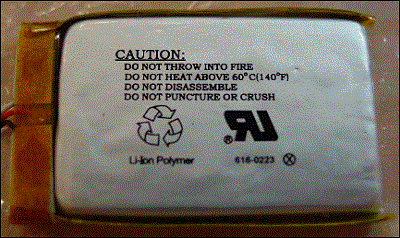 CAUTION:
DO NOT THROW INTO FIRE
DO NOT HEAT ABOVE 60°C(140°F)
DO NOT DISASSEMBLE
DO NOT PUNCTURE OR CRUSH
Li-Ion Polymer
616-0223